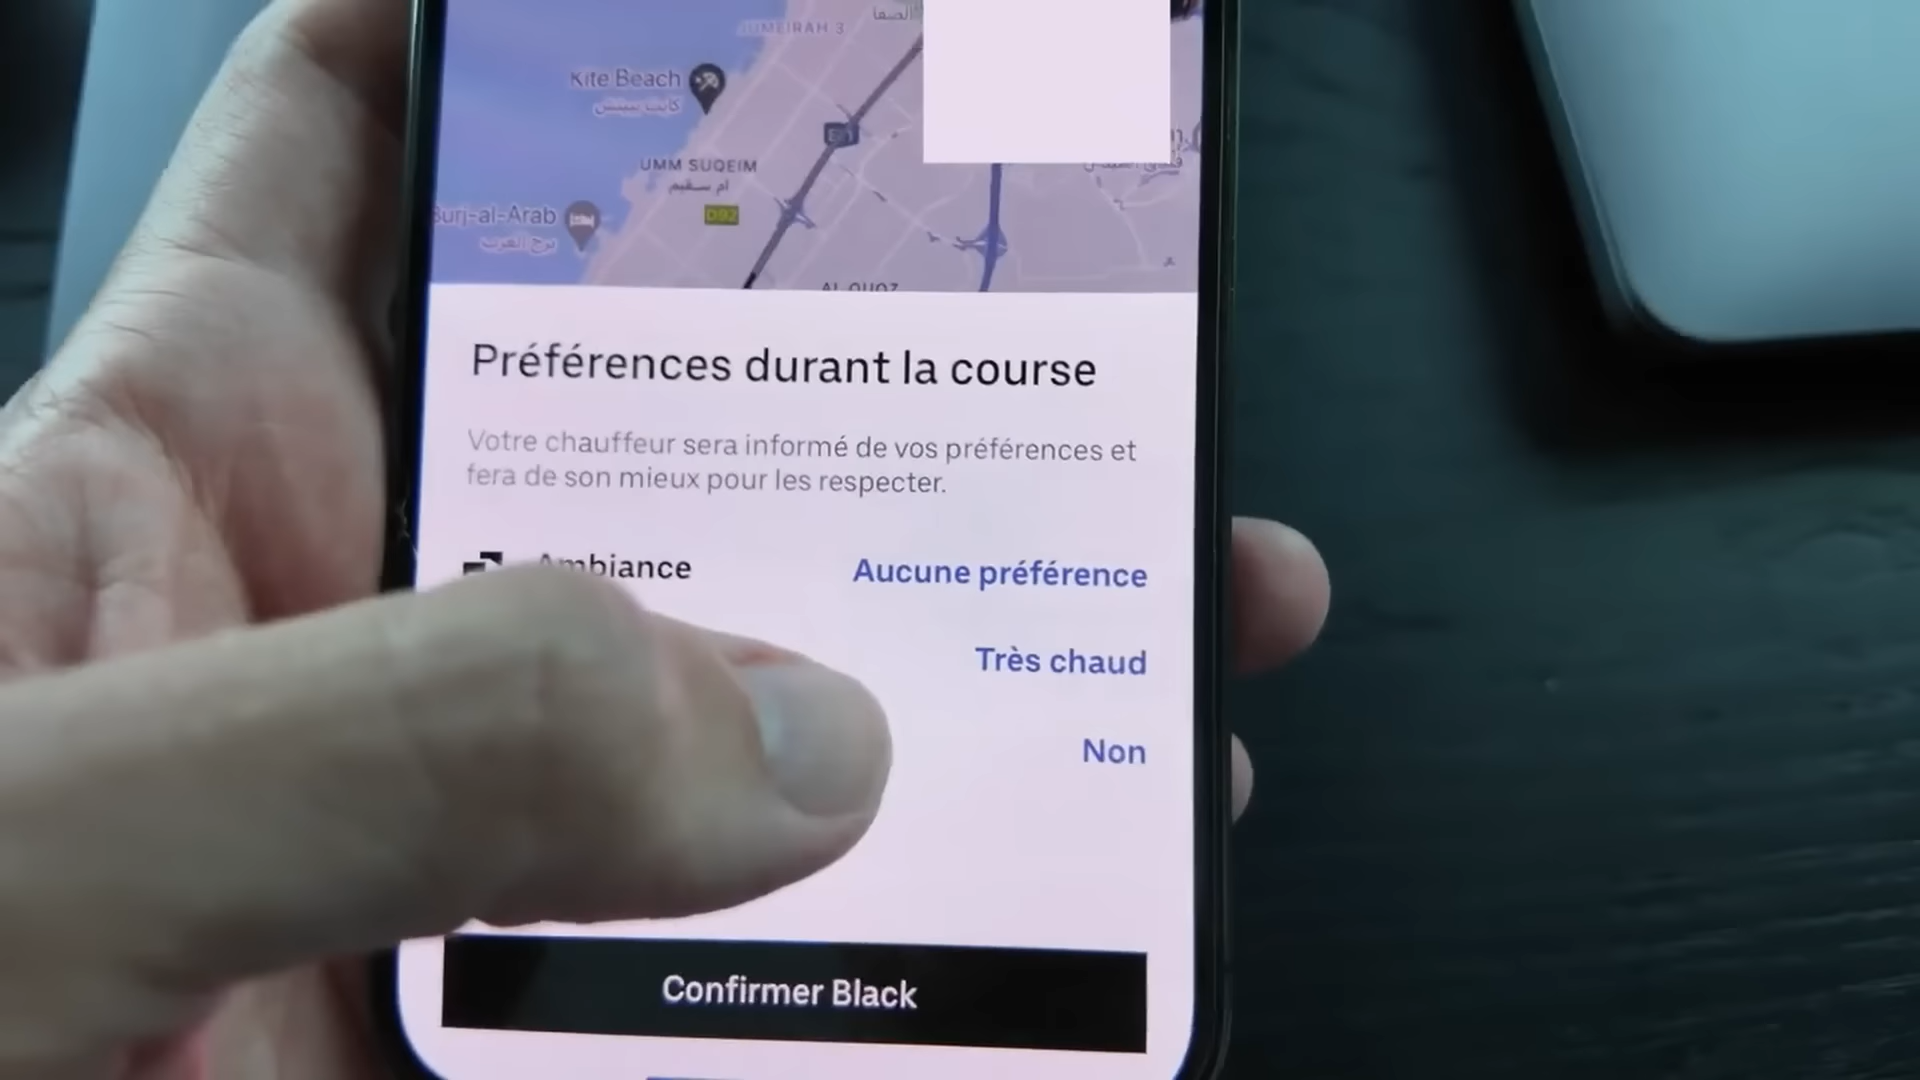 JUMEIRAH 3
الصفا
Kite Beach
كايت بيتش
E11
UMM SUQEIM
أم سقيم
D92
Burj-al-Arab
برج العرب
AL QUOZ
Préférences durant la course
Votre chauffeur sera informé de vos préférences et
fera de son mieux pour les respecter.
Ambiance
Aucune préférence
Très chaud
Non
Confirmer Black